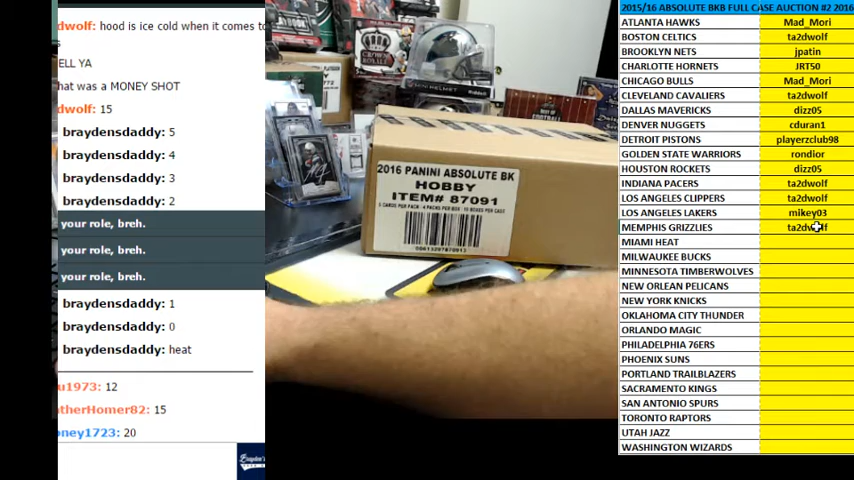 dwolf: hood is ice cold when it comes to
s
ELL YA
hat was a MONEY SHOT
dwolf: 15
braydensdaddy: 5
braydensdaddy: 4
braydensdaddy: 3
braydensdaddy: 2
your role, breh.
your role, breh.
your role, breh.
braydensdaddy: 1
braydensdaddy: 0
braydensdaddy: heat
u1973: 12
atherHomer82: 15
oney1723: 20
CROWN
ROYALE
2016 PANINI ABSOLUTE BK
HOBBY
ITEM# 87091
2015/16 ABSOLUTE BKB FULL CASE AUCTION #2 2016
ATLANTA HAWKS Mad_Mori
BOSTON CELTICS ta2dwolf
BROOKLYN NETS jpatin
CHARLOTTE HORNETS JRT50
CHICAGO BULLS Mad_Mori
CLEVELAND CAVALIERS ta2dwolf
DALLAS MAVERICKS dizz05
DENVER NUGGETS cduran1
DETROIT PISTONS playerzclub98
GOLDEN STATE WARRIORS rondior
HOUSTON ROCKETS dizz05
INDIANA PACERS ta2dwolf
LOS ANGELES CLIPPERS ta2dwolf
LOS ANGELES LAKERS mikey03
MEMPHIS GRIZZLIES ta2dwolf
MIAMI HEAT
MILWAUKEE BUCKS
MINNESOTA TIMBERWOLVES
NEW ORLEAN PELICANS
NEW YORK KNICKS
OKLAHOMA CITY THUNDER
ORLANDO MAGIC
PHILADELPHIA 76ERS
PHOENIX SUNS
PORTLAND TRAILBLAZERS
SACRAMENTO KINGS
SAN ANTONIO SPURS
TORONTO RAPTORS
UTAH JAZZ
WASHINGTON WIZARDS